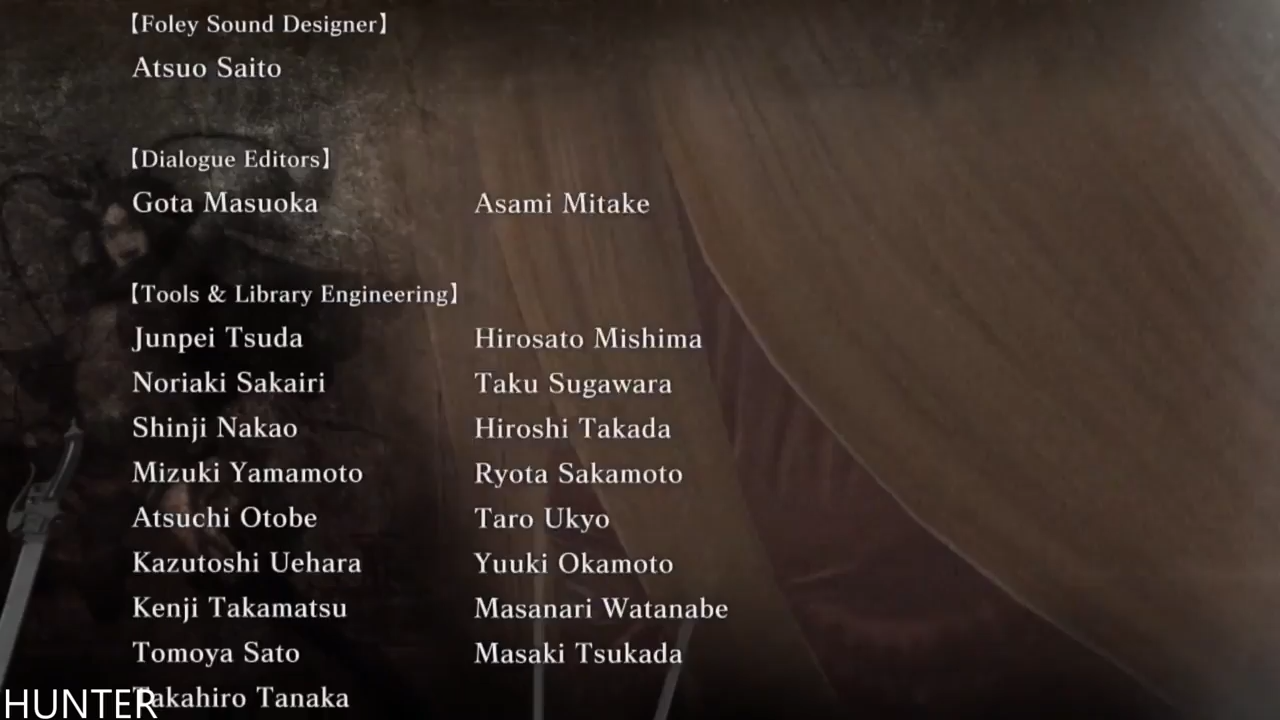 【Foley Sound Designer】
Atsuo Saito
【Dialogue Editors】
Gota Masuoka Asami Mitake
【Tools & Library Engineering】
Junpei Tsuda Hirosato Mishima
Noriaki Sakairi Taku Sugawara
Shinji Nakao Hiroshi Takada
Mizuki Yamamoto Ryota Sakamoto
Atsuchi Otobe Taro Ukyo
Kazutoshi Uehara Yuuki Okamoto
Kenji Takamatsu Masanari Watanabe
Tomoya Sato Masaki Tsukada
Takahiro Tanaka
HUNTER